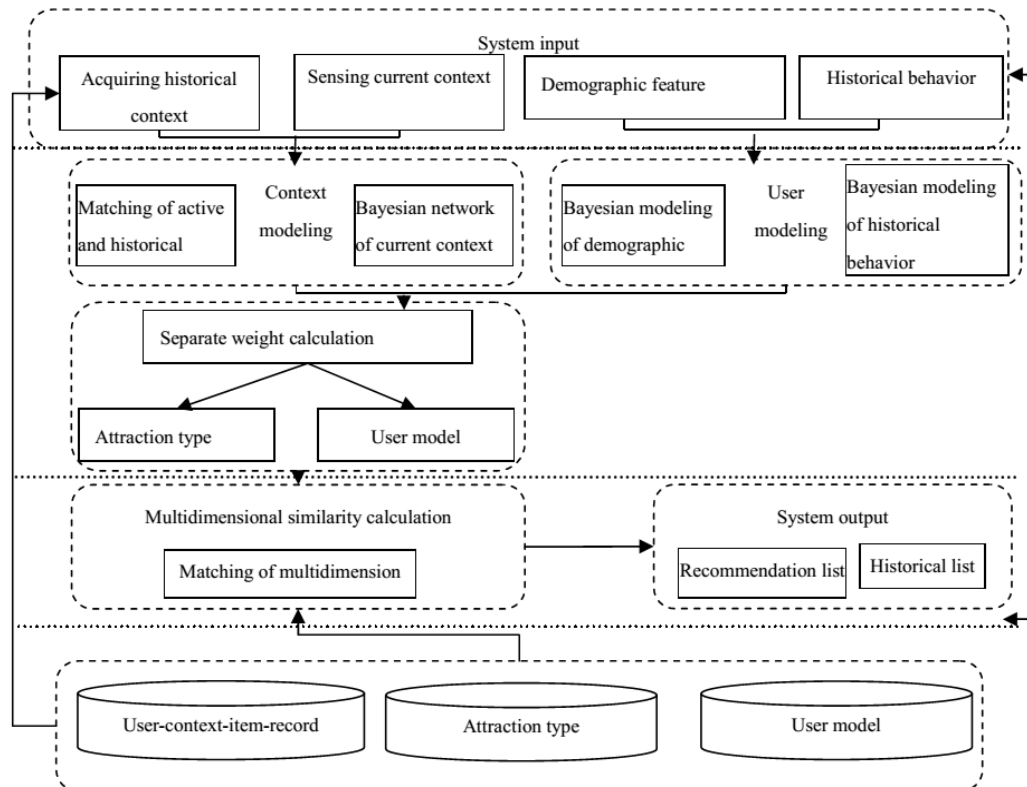 System input
Acquiring historical
context
Sensing current context
Demographic feature
Historical behavior
Matching of active
and historical
Context
modeling
Bayesian network
of current context
Bayesian modeling
of demographic
User
modeling
Bayesian modeling
of historical
behavior
Separate weight calculation
Attraction type
User model
Multidimensional similarity calculation
Matching of multidimension
System output
Recommendation list
Historical list
User-context-item-record
Attraction type
User model